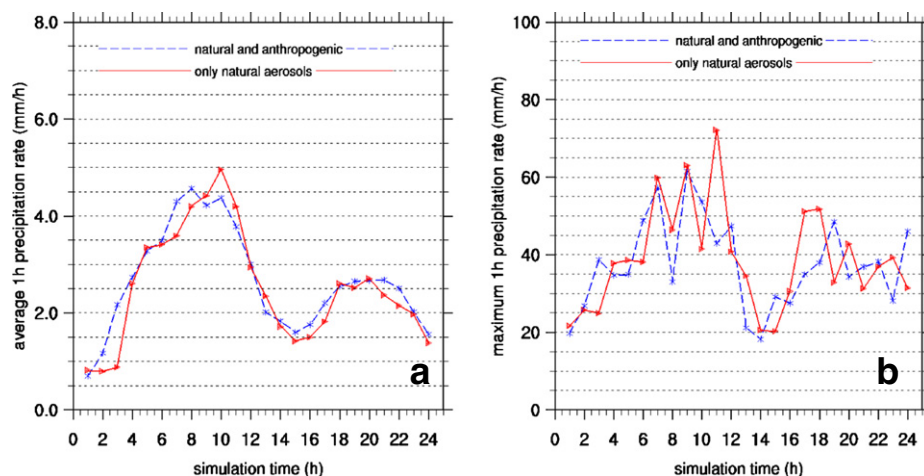 8.0
6.0
4.0
2.0
0.0
average 1h precipitation rate (mm/h)
natural and anthropogenic
only natural aerosols
a
0 2 4 6 8 10 12 14 16 18 20 22 24
simulation time (h)
100
80
60
40
20
0
maximum 1h precipitation rate (mm/h)
natural and anthropogenic
only natural aerosols
b
0 2 4 6 8 10 12 14 16 18 20 22 24
simulation time (h)